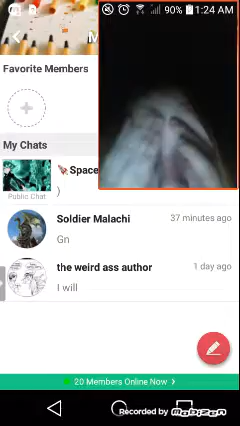 90% 1:24 AM
M
Favorite Members
My Chats
🚀Space
)
Public Chat
Soldier Malachi
37 minutes ago
Gn
the weird ass author
1 day ago
I will
20 Members Online Now >
Recorded by Mobizen